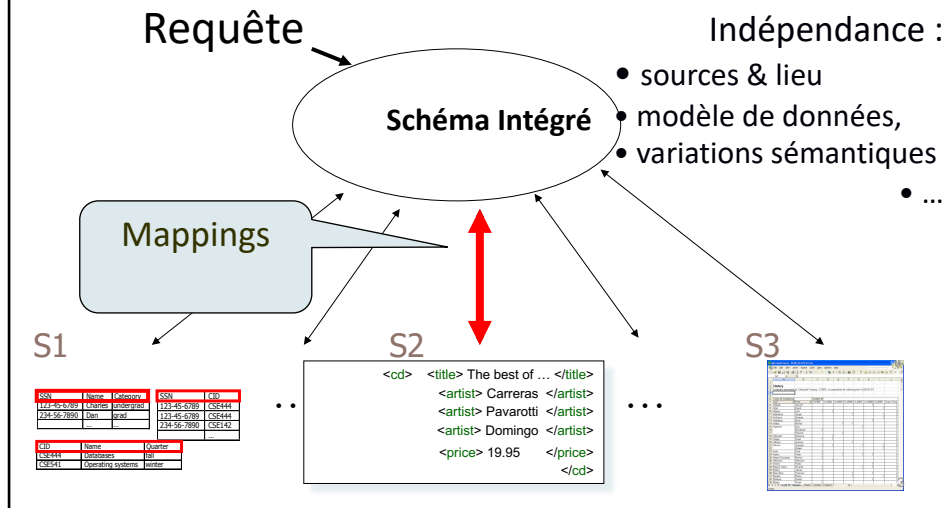 Requête
Indépendance :
• sources & lieu
Schéma Intégré
• modèle de données,
• variations sémantiques
• ...
Mappings
S1
S2
S3
<cd> <title> The best of … </title>
<artist> Carreras </artist>
<artist> Pavarotti </artist>
<artist> Domingo </artist>
<price> 19.95 </price>
</cd>
SSN Name Category
123-45-6789 Charles undergrad
234-56-7890 Dan grad
... ...
SSN CID
123-45-6789 CSE444
123-45-6789 CSE444
234-56-7890 CSE142
...
CID Name Quarter
CSE444 Databases fall
CSE541 Operating systems winter
. .
. . .